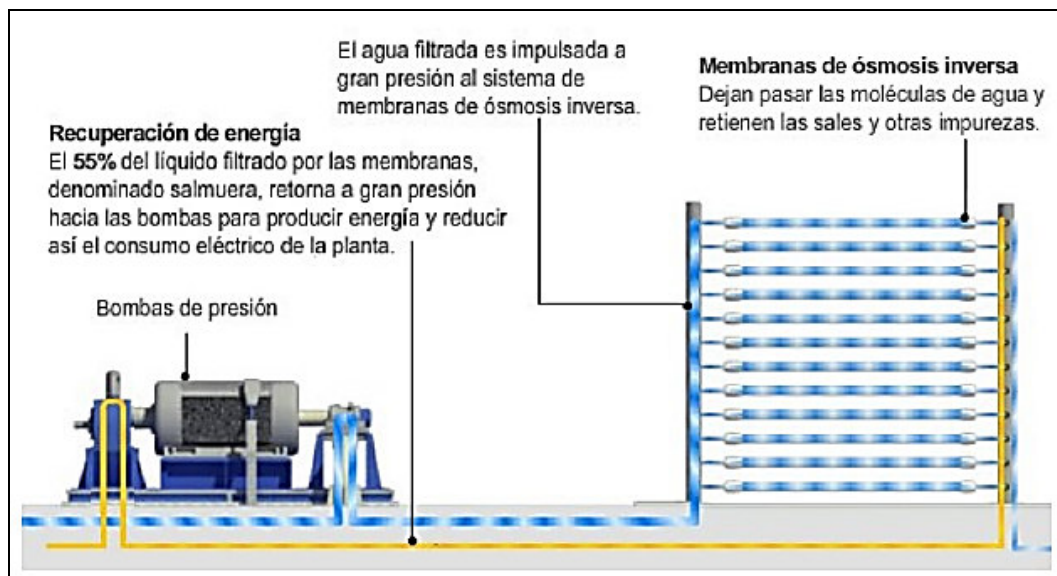 El agua filtrada es impulsada a
gran presión al sistema de
membranas de ósmosis inversa.
Membranas de ósmosis inversa
Dejan pasar las moléculas de agua y
retienen las sales y otras impurezas.
Recuperación de energía
El 55% del líquido filtrado por las membranas,
denominado salmuera, retorna a gran presión
hacia las bombas para producir energía y reducir
así el consumo eléctrico de la planta.
Bombas de presión